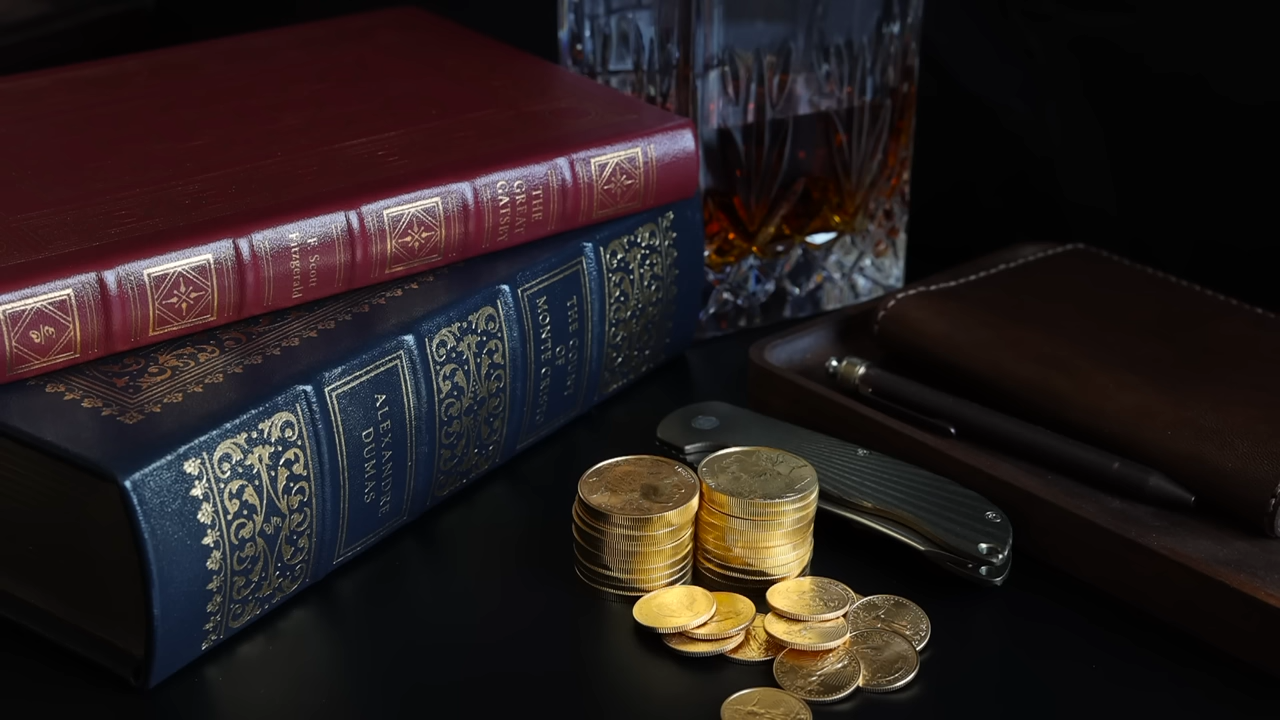 F. Scott
Fitzgerald
THE
GREAT
GATSBY
ALEXANDRE
DUMAS
THE COUNT
OF
MONTE CRISTO